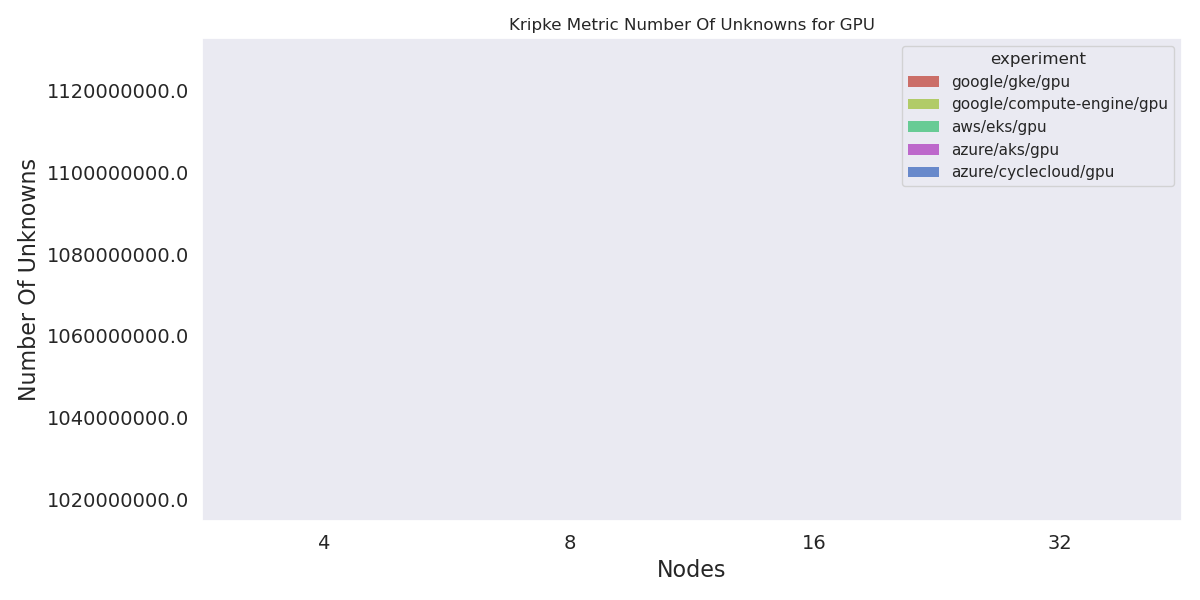 Kripke Metric Number Of Unknowns for GPU
experiment
google/gke/gpu
google/compute-engine/gpu
aws/eks/gpu
azure/aks/gpu
azure/cyclecloud/gpu
Number Of Unknowns
1120000000.0
1100000000.0
1080000000.0
1060000000.0
1040000000.0
1020000000.0
4 8 16 32
Nodes